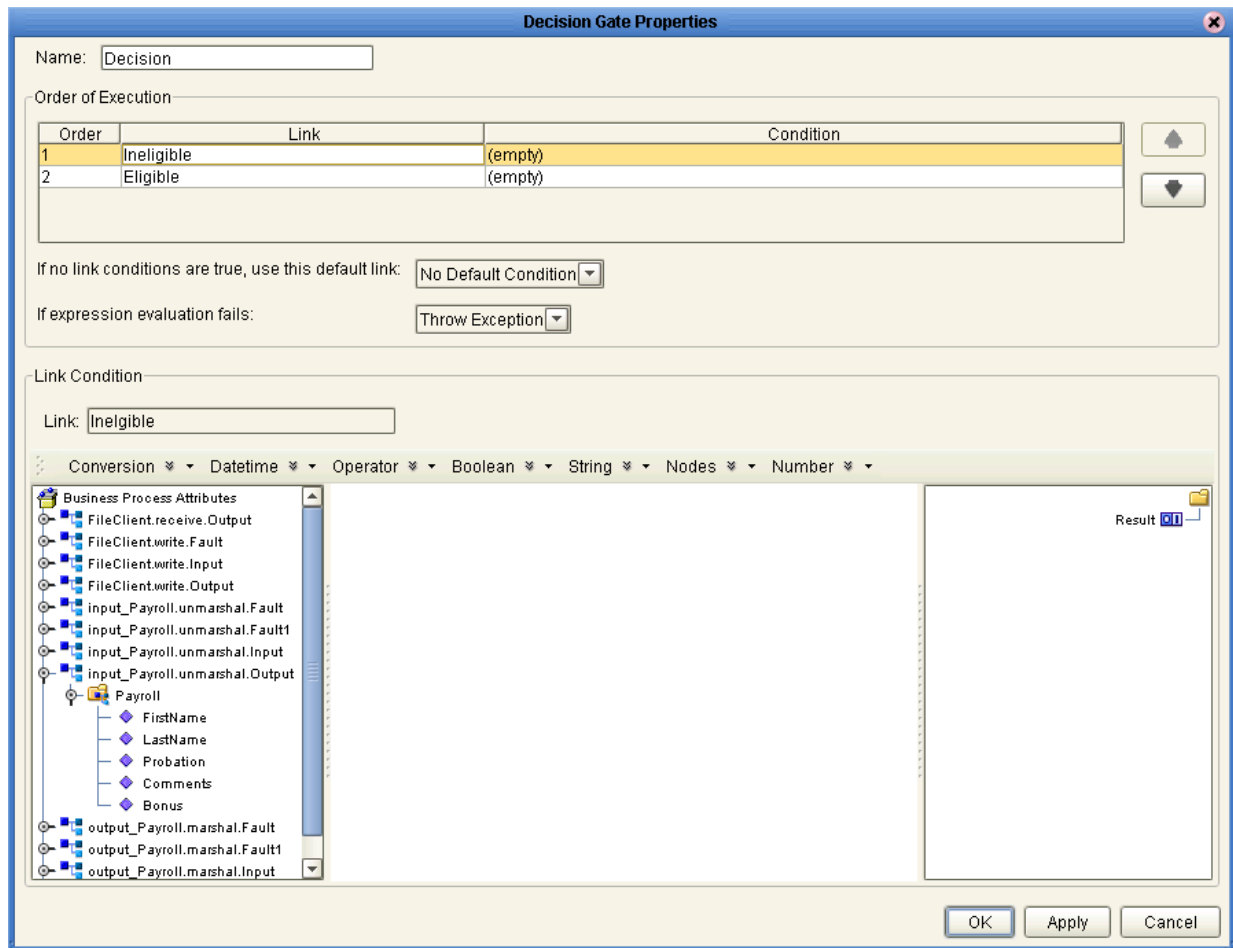 Decision Gate Properties
Name: Decision
Order of Execution
Order Link Condition
1 Ineligible (empty)
2 Eligible (empty)
If no link conditions are true, use this default link: No Default Condition
If expression evaluation fails: Throw Exception
Link Condition
Link: Inelgible
Conversion Datetime Operator Boolean String Nodes Number
Business Process Attributes
FileClient.receive.Output
Result
FileClient.write.Fault
FileClient.write.Input
FileClient.write.Output
input_Payroll.unmarshal.Fault
input_Payroll.unmarshal.Fault1
input_Payroll.unmarshal.Input
input_Payroll.unmarshal.Output
Payroll
FirstName
LastName
Probation
Comments
Bonus
output_Payroll.marshal.Fault
output_Payroll.marshal.Fault1
output_Payroll.marshal.Input
OK Apply Cancel